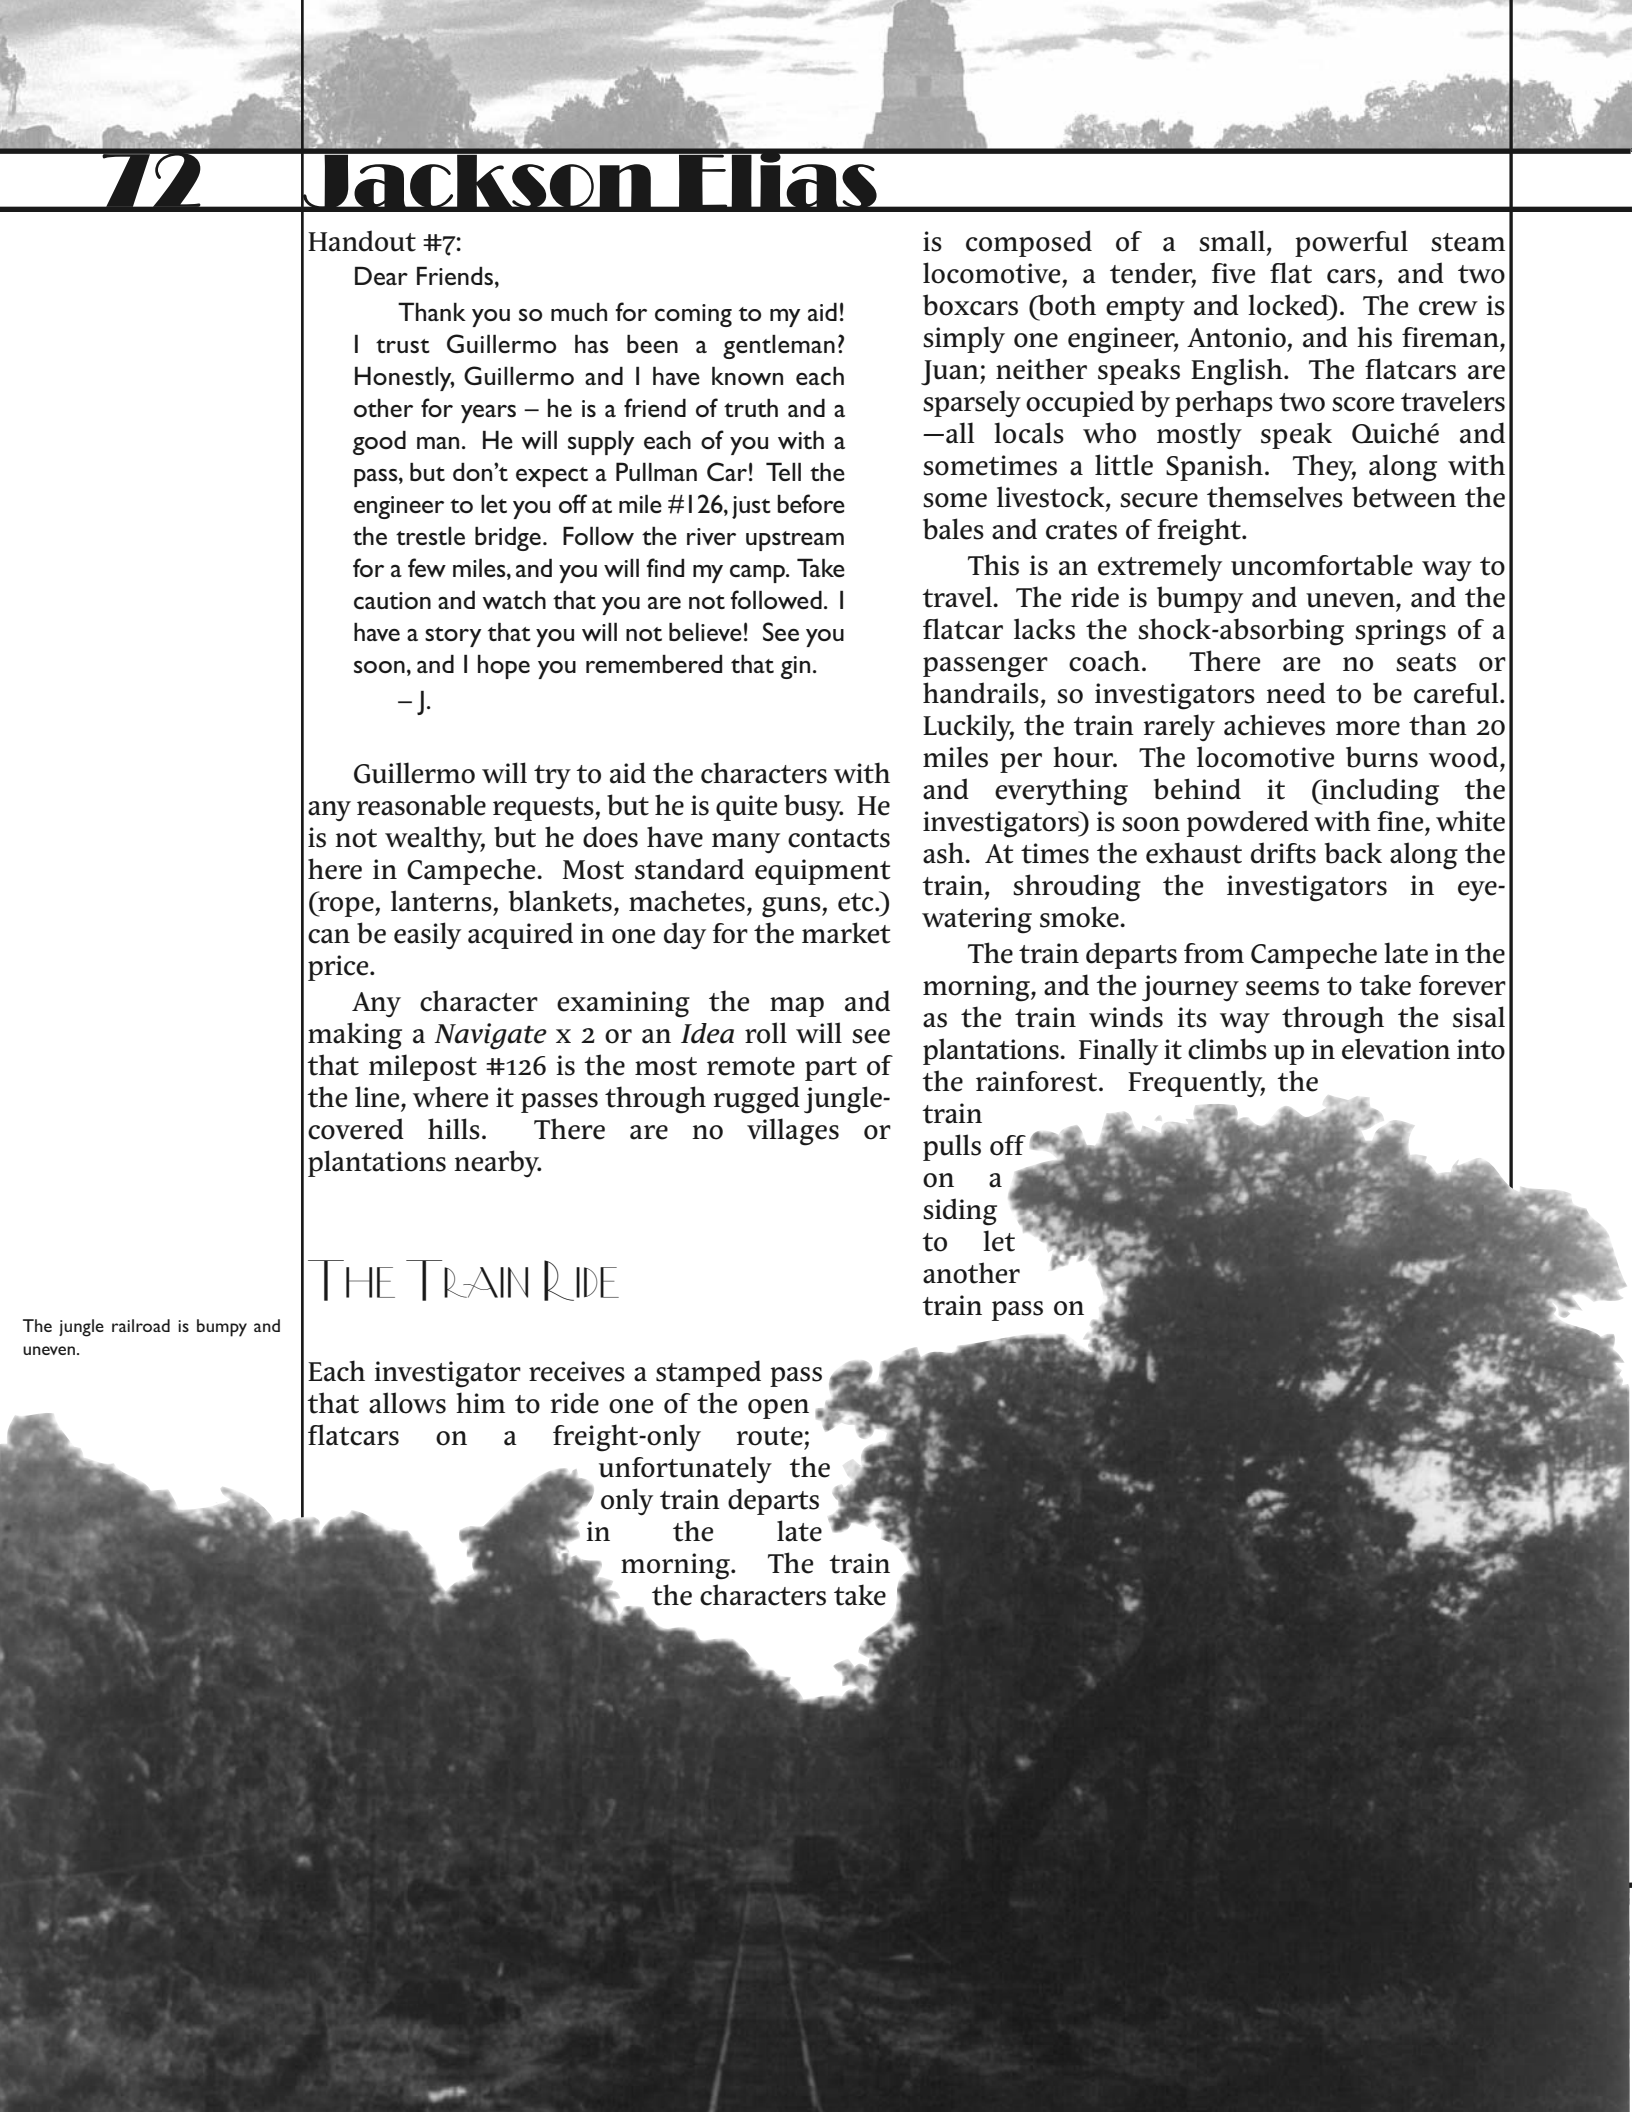 72 Jackson Elias
Handout #7:
Dear Friends,
Thank you so much for coming to my aid!
I trust Guillermo has been a gentleman?
Honestly, Guillermo and I have known each
other for years – he is a friend of truth and a
good man. He will supply each of you with a
pass, but don't expect a Pullman Car! Tell the
engineer to let you off at mile #126, just before
the trestle bridge. Follow the river upstream
for a few miles, and you will find my camp. Take
caution and watch that you are not followed. I
have a story that you will not believe! See you
soon, and I hope you remembered that gin.
– J.
Guillermo will try to aid the characters with
any reasonable requests, but he is quite busy. He
is not wealthy, but he does have many contacts
here in Campeche. Most standard equipment
(rope, lanterns, blankets, machetes, guns, etc.)
can be easily acquired in one day for the market
price.
Any character examining the map and
making a Navigate x 2 or an Idea roll will see
that milepost #126 is the most remote part of
the line, where it passes through rugged jungle-
covered hills. There are no villages or
plantations nearby.
The Train Ride
The jungle railroad is bumpy and
uneven.
Each investigator receives a stamped pass
that allows him to ride one of the open
flatcars on a freight-only route;
unfortunately the
only train departs
in the late
morning. The train
the characters take
is composed of a small, powerful steam
locomotive, a tender, five flat cars, and two
boxcars (both empty and locked). The crew is
simply one engineer, Antonio, and his fireman,
Juan; neither speaks English. The flatcars are
sparsely occupied by perhaps two score travelers
—all locals who mostly speak Quiché and
sometimes a little Spanish. They, along with
some livestock, secure themselves between the
bales and crates of freight.
This is an extremely uncomfortable way to
travel. The ride is bumpy and uneven, and the
flatcar lacks the shock-absorbing springs of a
passenger coach. There are no seats or
handrails, so investigators need to be careful.
Luckily, the train rarely achieves more than 20
miles per hour. The locomotive burns wood,
and everything behind it (including the
investigators) is soon powdered with fine, white
ash. At times the exhaust drifts back along the
train, shrouding the investigators in eye-
watering smoke.
The train departs from Campeche late in the
morning, and the journey seems to take forever
as the train winds its way through the sisal
plantations. Finally it climbs up in elevation into
the rainforest. Frequently, the
train
pulls off
on a
siding
to let
another
train pass on